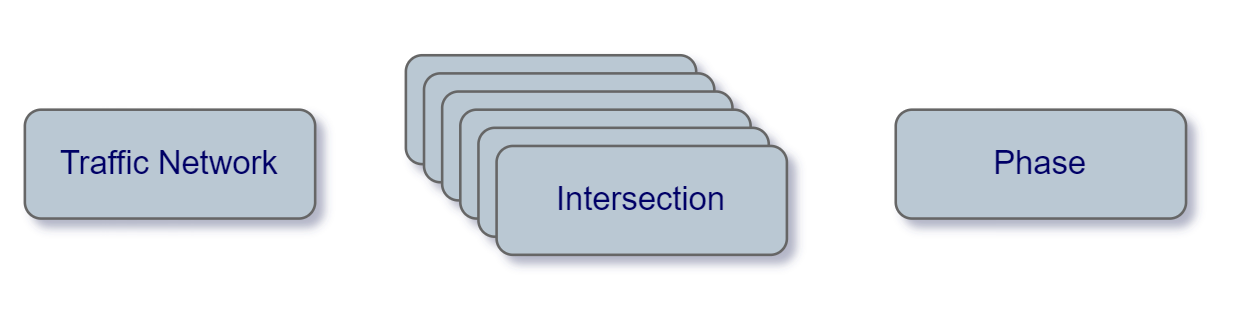 Traffic Network
Intersection
Phase